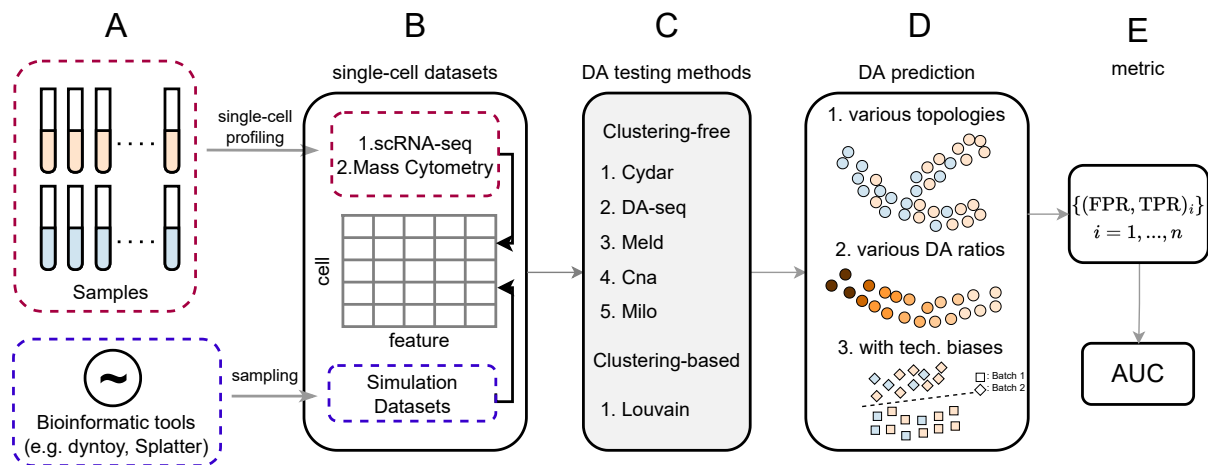 A
B
C
D
E
single-cell datasets
DA testing methods
DA prediction
metric
Samples
single-cell
profiling
1.scRNA-seq
2.Mass Cytometry
cell
feature
~
Bioinformatic tools
(e.g. dyntoy, Splatter)
sampling
Simulation
Datasets
Clustering-free
1. Cydar
2. DA-seq
3. Meld
4. Cna
5. Milo
Clustering-based
1. Louvain
1. various topologies
2. various DA ratios
3. with tech. biases
: Batch 1
: Batch 2
{(FPR, TPR)i}
i = 1, ..., n
AUC